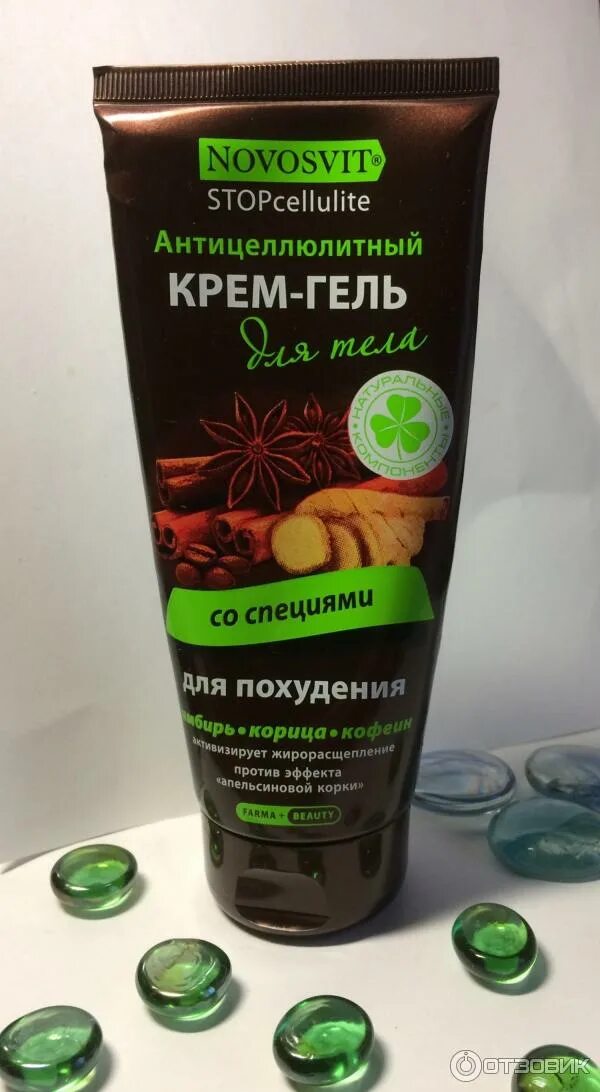 NOVOSVIT®
STOPcellulite
Антицеллюлитный
КРЕМ-ГЕЛЬ
для тела
НАТУРАЛЬНЫЕ
КОМПОНЕНТЫ
со специями
для похудения
имбирь•корица•кофеин
активизирует жирорасщепление
против эффекта
«апельсиновой корки»
FARMA + BEAUTY
ОТЗОВИК